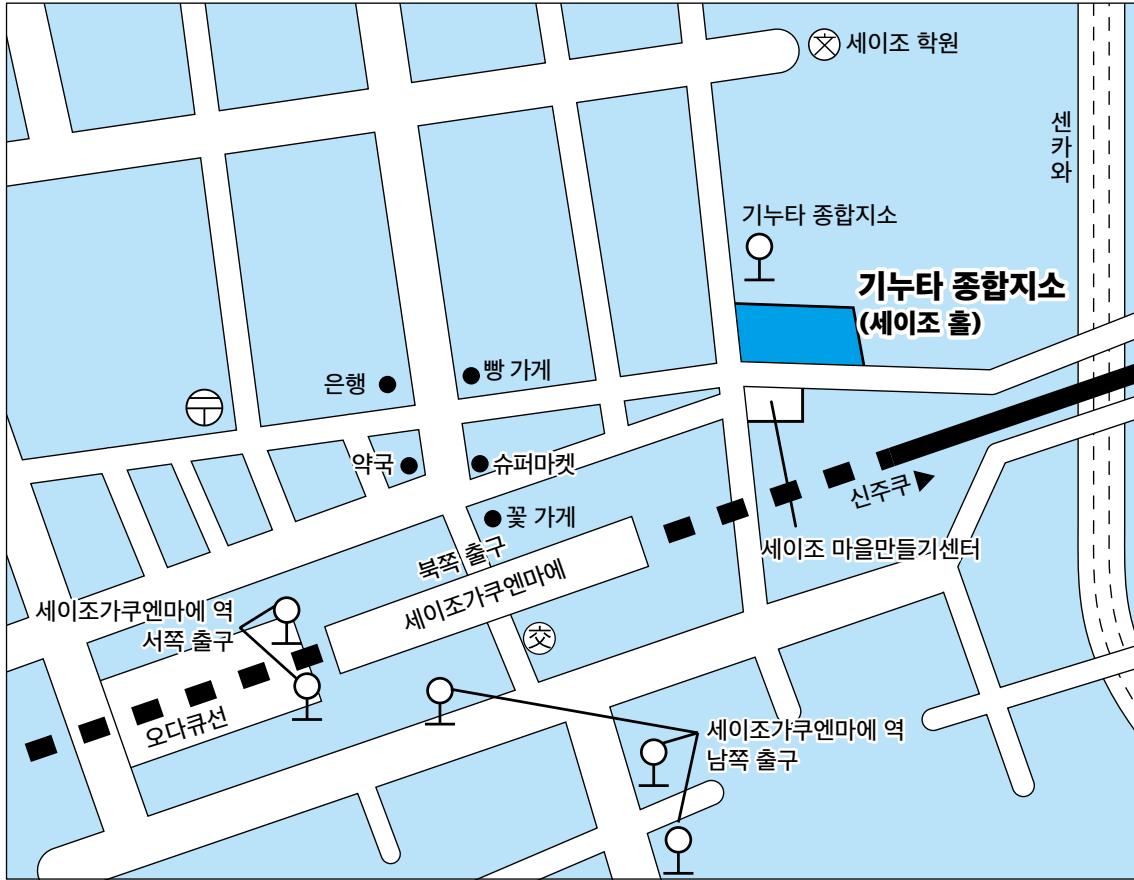 文
세이조 학원
센카와
기누타 종합지소
기누타 종합지소
(세이조 홀)
은행
빵 가게
약국
슈퍼마켓
꽃 가게
신주쿠
북쪽 출구
세이조가쿠엔마에
세이조 마을만들기센터
交
세이조가쿠엔마에 역
서쪽 출구
오다큐선
세이조가쿠엔마에 역
남쪽 출구